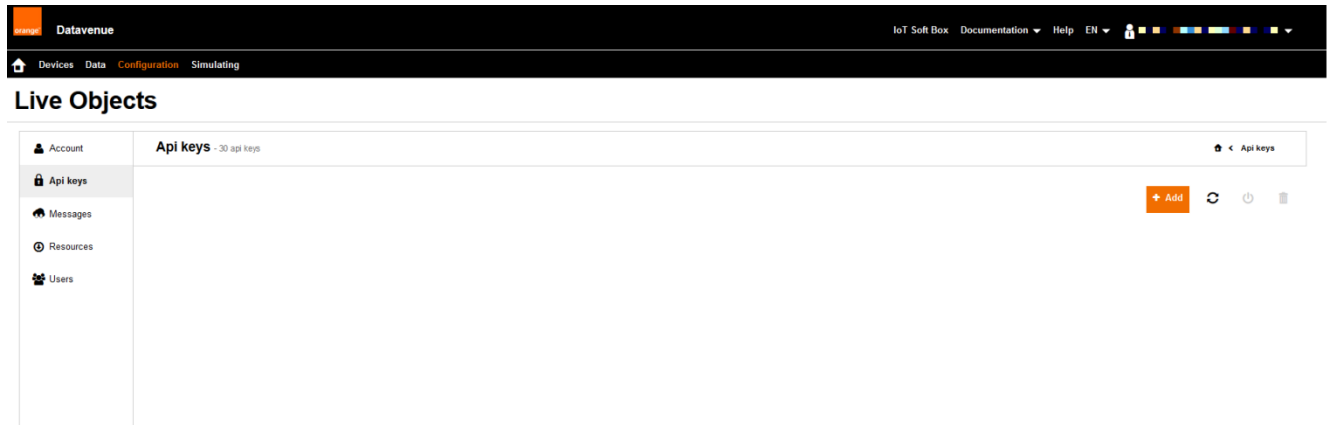 orange Datavenue IoT Soft Box Documentation Help EN
Devices Data Configuration Simulating
Live Objects
Account
Api keys - 30 api keys
Api keys
Api keys
+ Add
Messages
Resources
Users